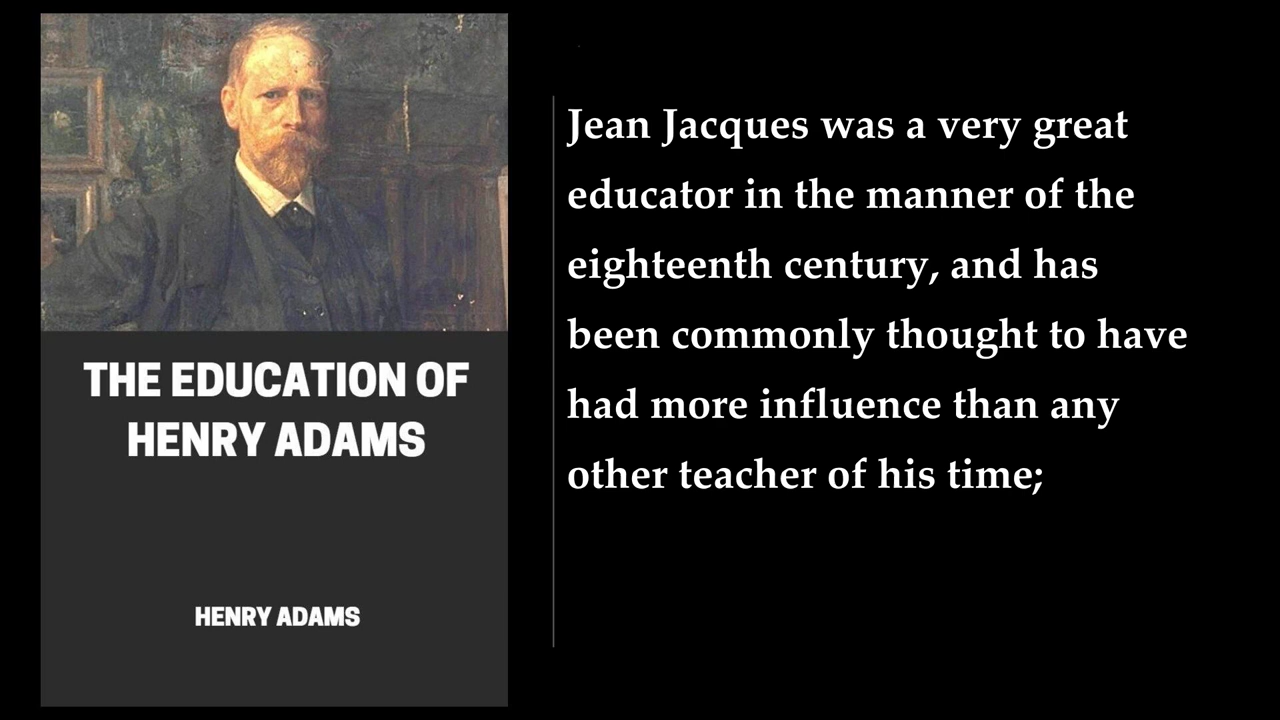 THE EDUCATION OF
HENRY ADAMS
HENRY ADAMS
Jean Jacques was a very great
educator in the manner of the
eighteenth century, and has
been commonly thought to have
had more influence than any
other teacher of his time;